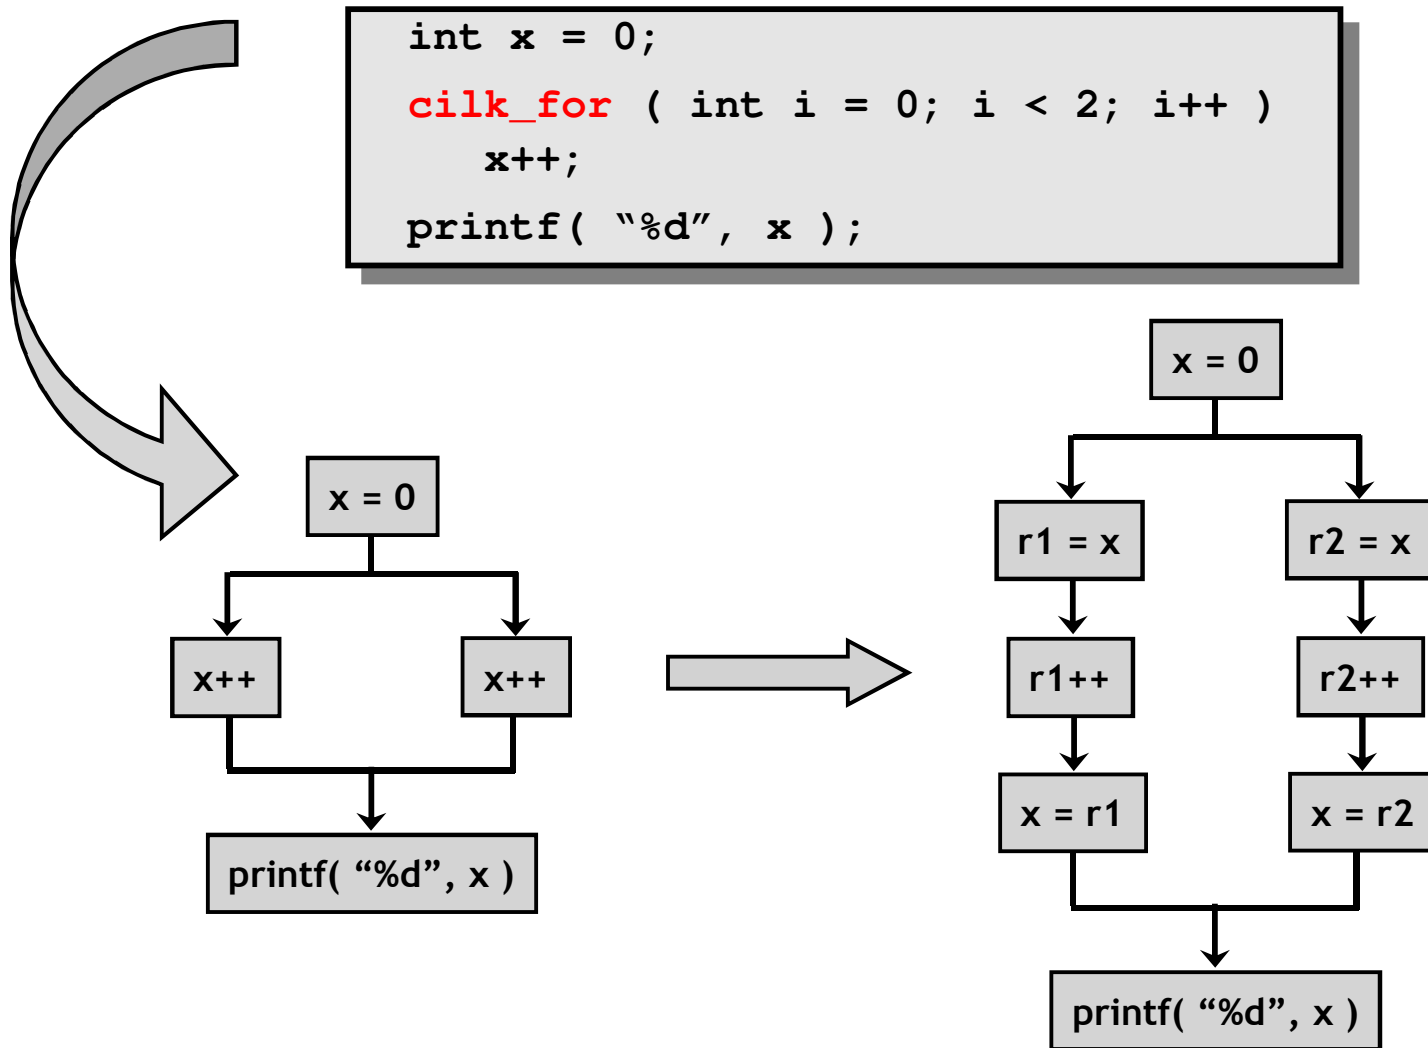 int x = 0;
cilk_for ( int i = 0; i < 2; i++ )
x++;
printf( “%d”, x );
x = 0
x++
x++
printf( “%d”, x )
x = 0
r1 = x
r2 = x
r1++
r2++
x = r1
x = r2
printf( “%d”, x )